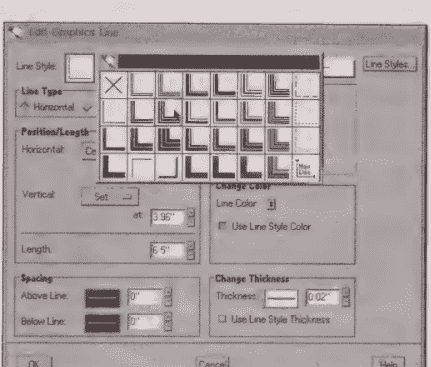 Edit Graphics Line
Line Style:
Line Styles...
Line Type
Horizontal
Position/Length
Horizontal:
Max
Line
Change Color
Vertical:
Set
Line Color
at:
3.96"
Use Line Style Color
Length:
6.5"
Spacing
Change Thickness
Above Line:
0"
Thickness:
0.02"
Below Line:
0"
Use Line Style Thickness
OK
Cancel
Help